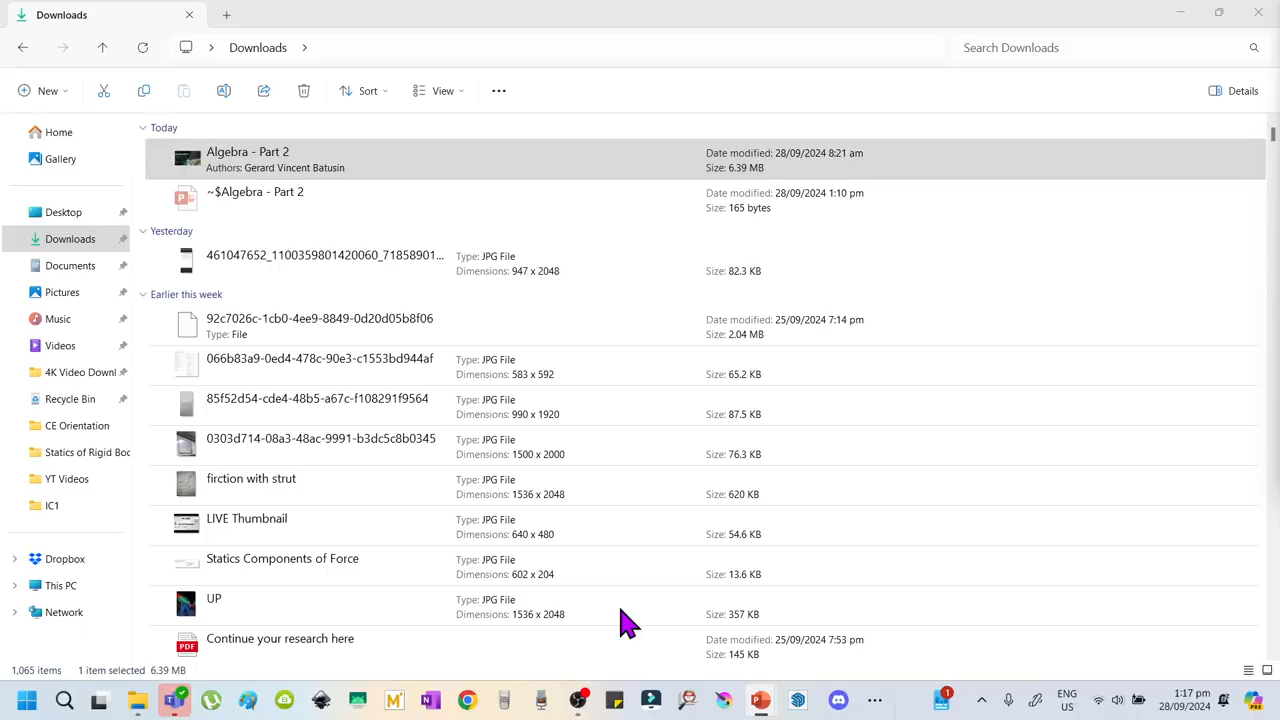 Downloads
Downloads
Search Downloads
New
Sort
View
Details
Home
Gallery
Desktop
Downloads
Documents
Pictures
Music
Videos
4K Video Downl
Recycle Bin
CE Orientation
Statics of Rigid Boc
YT Videos
IC1
Dropbox
This PC
Network
Today
Algebra - Part 2
Authors: Gerard Vincent Batusin
Date modified: 28/09/2024 8:21 am
Size: 6.39 MB
~$Algebra - Part 2
Date modified: 28/09/2024 1:10 pm
Size: 165 bytes
Yesterday
461047652_1100359801420060_71858901...
Type: JPG File
Dimensions: 947 x 2048
Size: 82.3 KB
Earlier this week
92c7026c-1cb0-4ee9-8849-0d20d05b8f06
Type: File
Date modified: 25/09/2024 7:14 pm
Size: 2.04 MB
066b83a9-0ed4-478c-90e3-c1553bd944af
Type: JPG File
Dimensions: 583 x 592
Size: 65.2 KB
85f52d54-cde4-48b5-a67c-f108291f9564
Type: JPG File
Dimensions: 990 x 1920
Size: 87.5 KB
0303d714-08a3-48ac-9991-b3dc5c8b0345
Type: JPG File
Dimensions: 1500 x 2000
Size: 76.3 KB
firction with strut
Type: JPG File
Dimensions: 1536 x 2048
Size: 620 KB
LIVE Thumbnail
Type: JPG File
Dimensions: 640 x 480
Size: 54.6 KB
Statics Components of Force
Type: JPG File
Dimensions: 602 x 204
Size: 13.6 KB
UP
Type: JPG File
Dimensions: 1536 x 2048
Size: 357 KB
PDF
Continue your research here
Date modified: 25/09/2024 7:53 pm
Size: 145 KB
1,065 items 1 item selected 6.39 MB
ENG
US
1:17 pm
28/09/2024
1